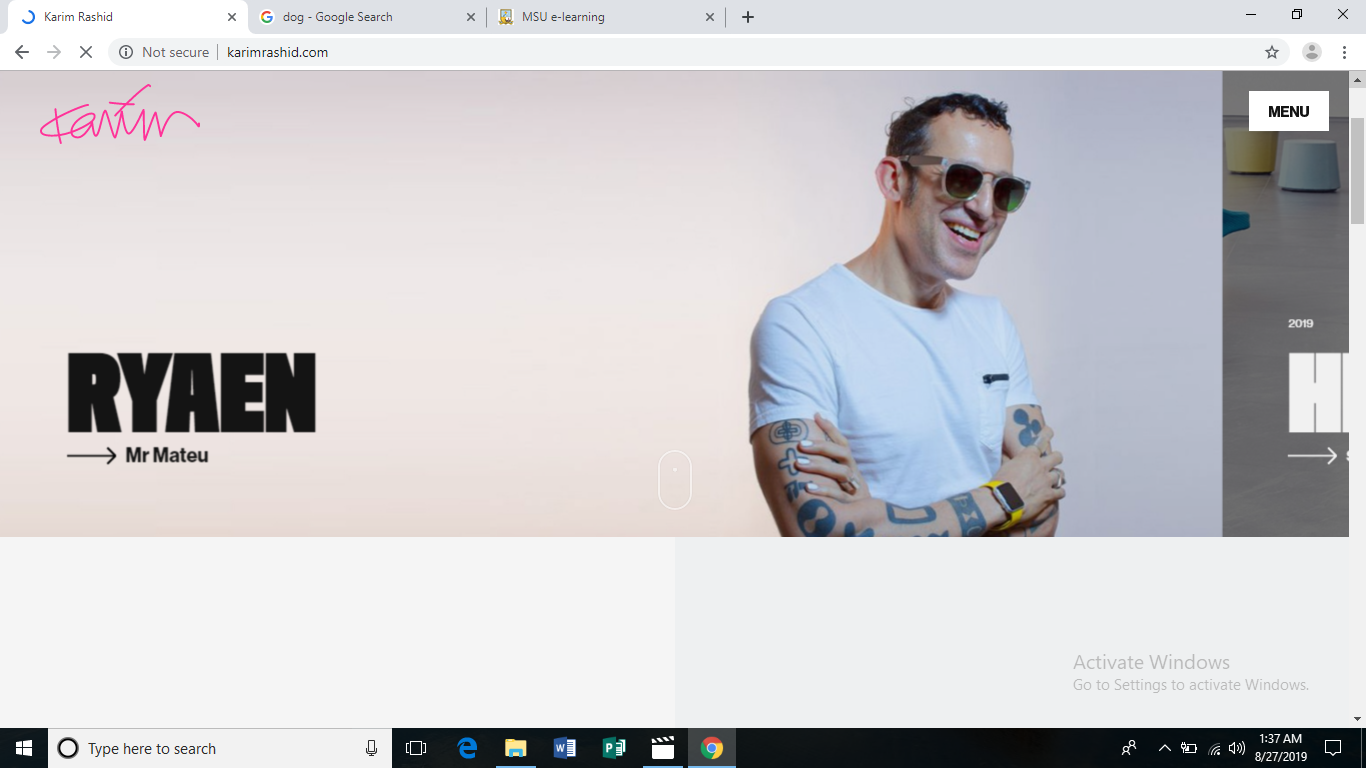 Karim Rashid
dog - Google Search
MSU e-learning
Not secure
karimrashid.com
Karim
MENU
2019
RYAEN
H
Mr Mateu
Activate Windows
Go to Settings to activate Windows.
Type here to search
1:37 AM
8/27/2019